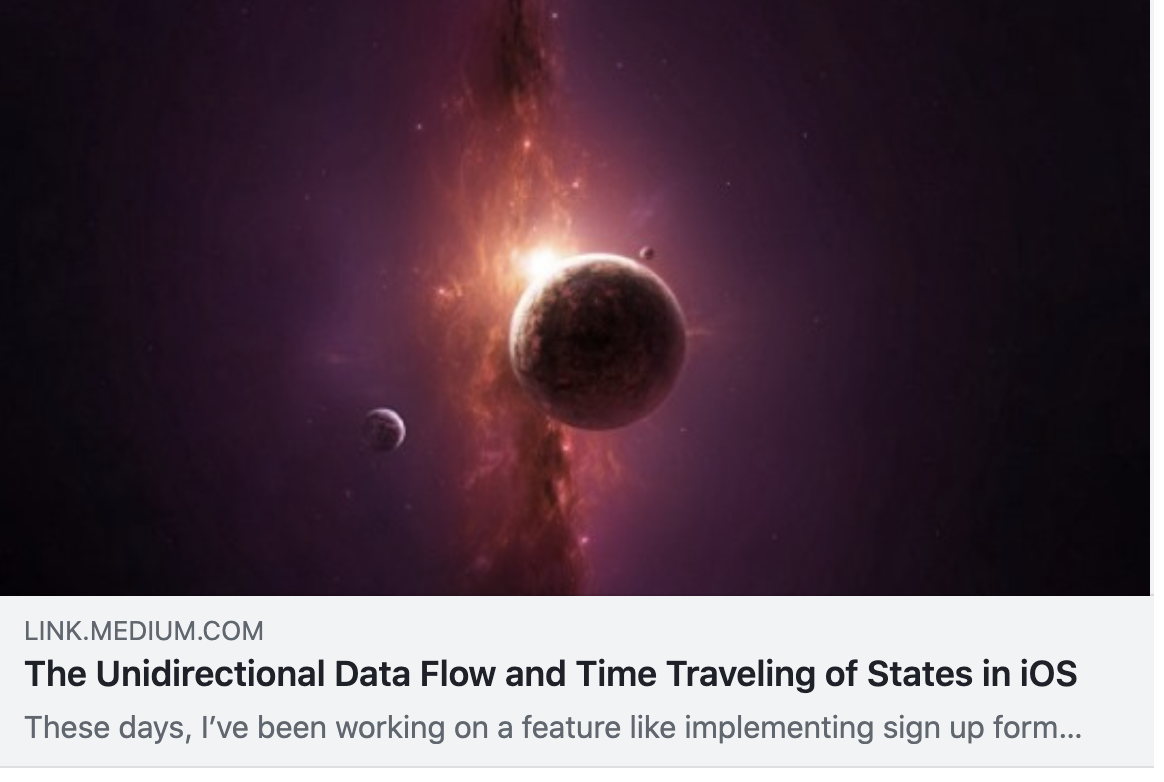 LINK.MEDIUM.COM
The Unidirectional Data Flow and Time Traveling of States in iOS
These days, I’ve been working on a feature like implementing sign up form...